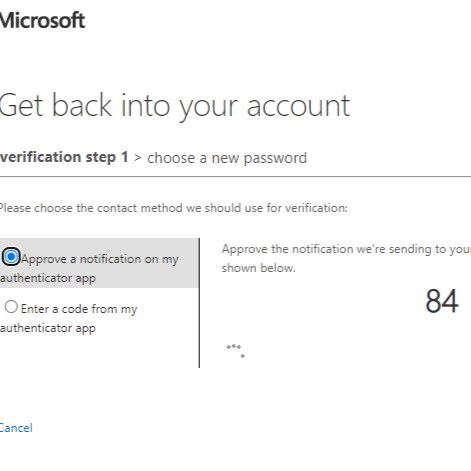 Microsoft
Get back into your account
verification step 1 > choose a new password
Please choose the contact method we should use for verification:
Approve a notification on my
authenticator app
Enter a code from my
authenticator app
Approve the notification we're sending to your
shown below.
84
Cancel